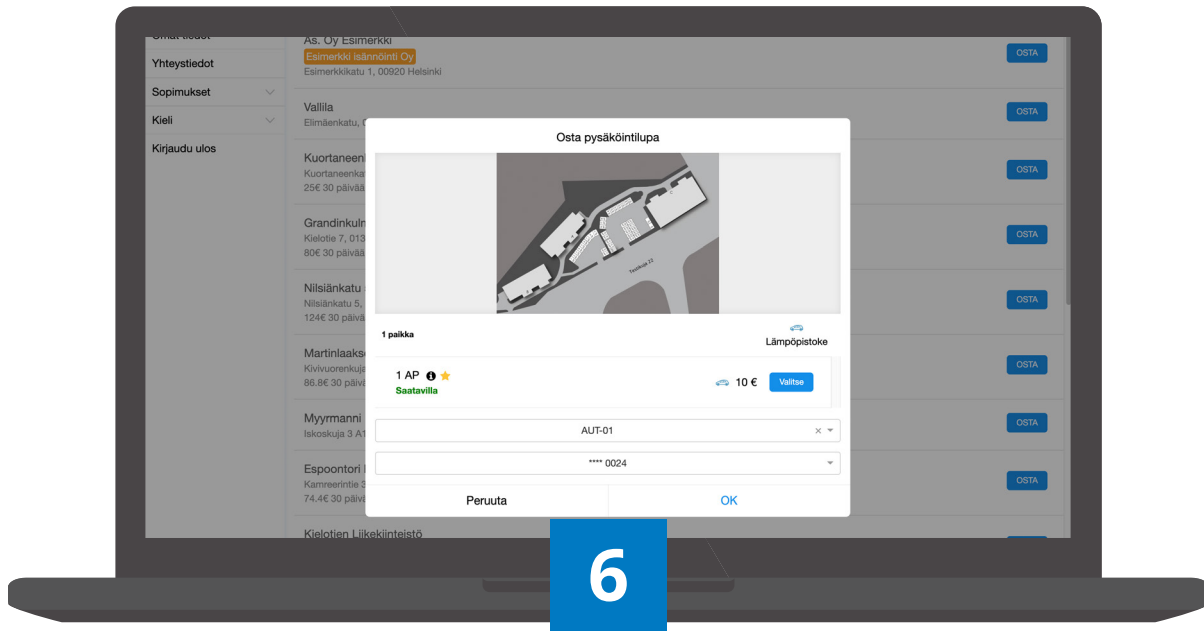 Omat tiedot
Yhteystiedot
Sopimukset
Kieli
Kirjaudu ulos
As. Oy Esimerkki
Esimerkki Isännöinti Oy
Esimerkkikatu 1, 00920 Helsinki
OSTA
Vallila
Elimäenkatu,
OSTA
Kuortaneen
Kuortaneenka
25€ 30 päivää
OSTA
Grandinkulm
Kielotie 7, 013
80€ 30 päivää
OSTA
Nilsiänkatu
Nilsiänkatu 5,
124€ 30 päivä
OSTA
Martinlaakso
Kivivuorenkuja
86.8€ 30 päivä
OSTA
Myyrmanni
Iskoskuja 3 A1
OSTA
Espoontori
Kamreerintie 3
74.4€ 30 päivä
OSTA
Kielotien Liikekiinteistö
Osta pysäköintilupa
Testikuja 22
1 paikka
Lämpöpistoke
1 AP
Saatavilla
10 €
Valitse
AUT-01
**** 0024
Peruuta
OK
6